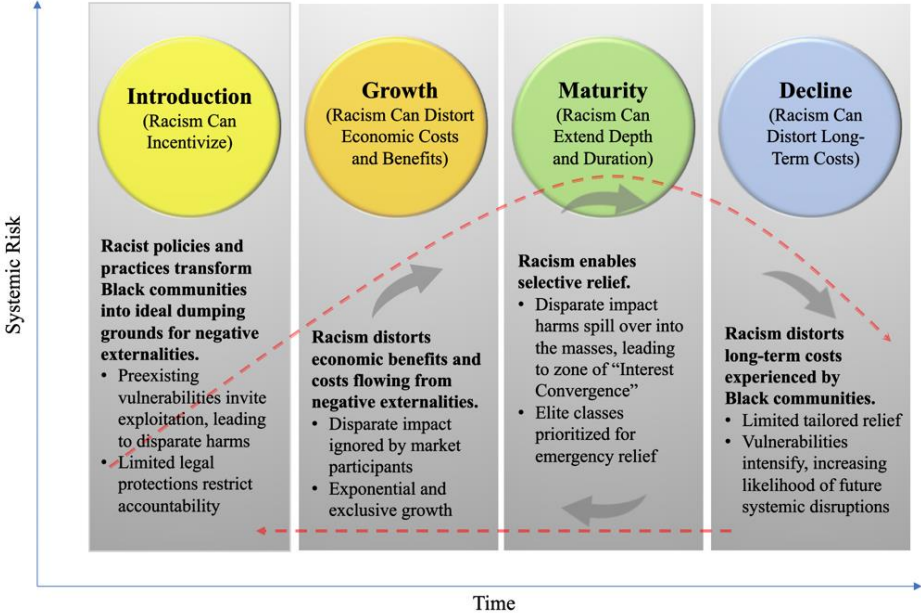 Systemic Risk
Introduction
(Racism Can
Incentivize)
Racist policies and
practices transform
Black communities
into ideal dumping
grounds for negative
externalities.
• Preexisting
vulnerabilities invite
exploitation, leading
to disparate harms
• Limited legal
protections restrict
accountability
Growth
(Racism Can Distort
Economic Costs
and Benefits)
Racism distorts
economic benefits and
costs flowing from
negative externalities.
• Disparate impact
ignored by market
participants
• Exponential and
exclusive growth
Maturity
(Racism Can
Extend Depth
and Duration)
Racism enables
selective relief.
• Disparate impact
harms spill over into
the masses, leading
to zone of “Interest
Convergence”
• Elite classes
prioritized for
emergency relief
Decline
(Racism Can
Distort Long-
Term Costs)
Racism distorts
long-term costs
experienced by
Black communities.
• Limited tailored relief
• Vulnerabilities
intensify, increasing
likelihood of future
systemic disruptions
Time